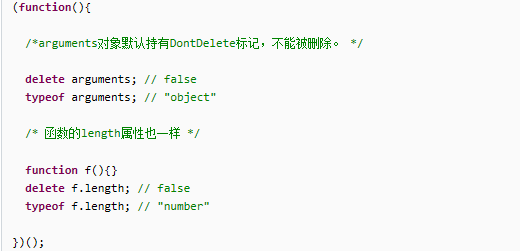 (function(){
/*arguments对象默认持有DontDelete标记，不能被删除。 */
delete arguments; // false
typeof arguments; // "object"
/* 函数的length属性也一样 */
function f(){}
delete f.length; // false
typeof f.length; // "number"
})();